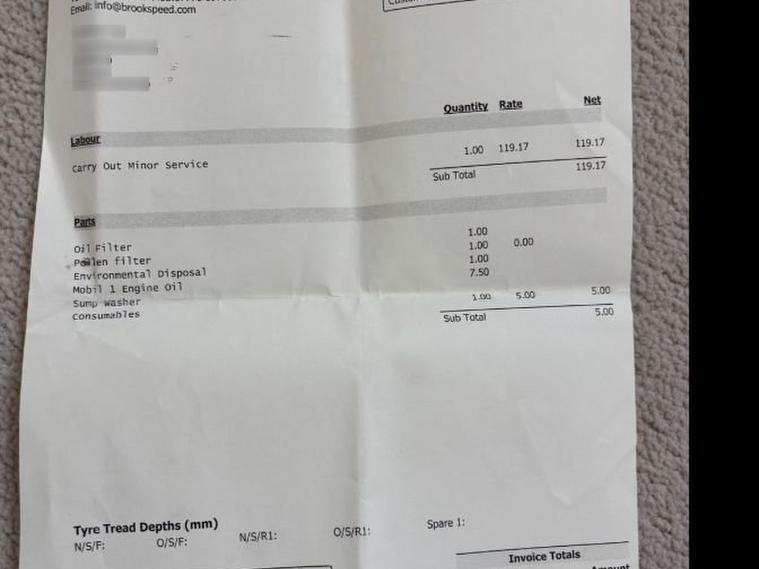 Email: info@brookspeed.com
Quantity Rate Net
Labour
Carry Out Minor Service 1.00 119.17 119.17
Sub Total 119.17
Parts
Oil Filter 1.00
Pollen filter 1.00 0.00
Environmental Disposal 1.00
Mobil 1 Engine Oil 7.50
Sump washer
Consumables 1.00 5.00 5.00
Sub Total 5.00
Tyre Tread Depths (mm)
N/S/F: O/S/F: N/S/R1: O/S/R1: Spare 1:
Invoice Totals
Amount